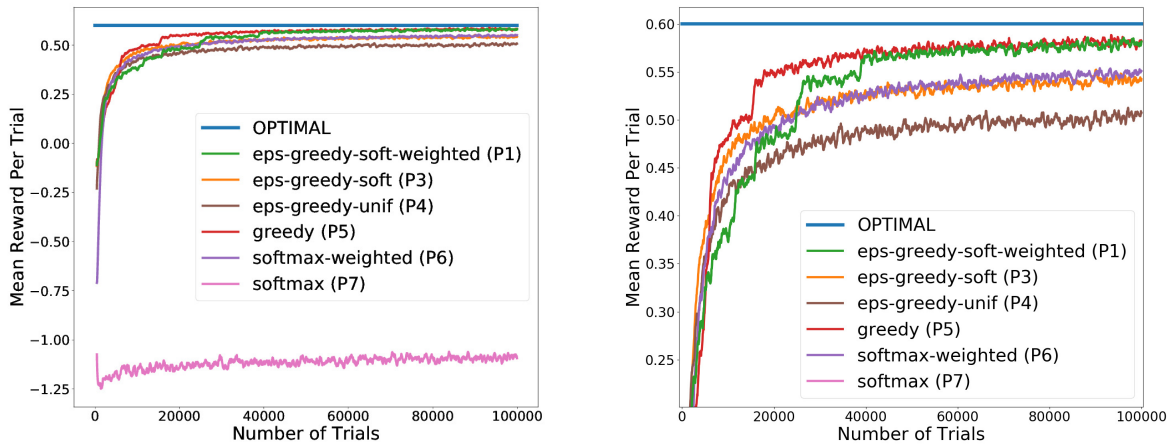 Mean Reward Per Trial
0.50
0.25
0.00
−0.25
−0.50
−0.75
−1.00
−1.25
OPTIMAL
eps-greedy-soft-weighted (P1)
eps-greedy-soft (P3)
eps-greedy-unif (P4)
greedy (P5)
softmax-weighted (P6)
softmax (P7)
0 20000 40000 60000 80000 100000
Number of Trials
Mean Reward Per Trial
0.60
0.55
0.50
0.45
0.40
0.35
0.30
0.25
OPTIMAL
eps-greedy-soft-weighted (P1)
eps-greedy-soft (P3)
eps-greedy-unif (P4)
greedy (P5)
softmax-weighted (P6)
softmax (P7)
0 20000 40000 60000 80000 100000
Number of Trials